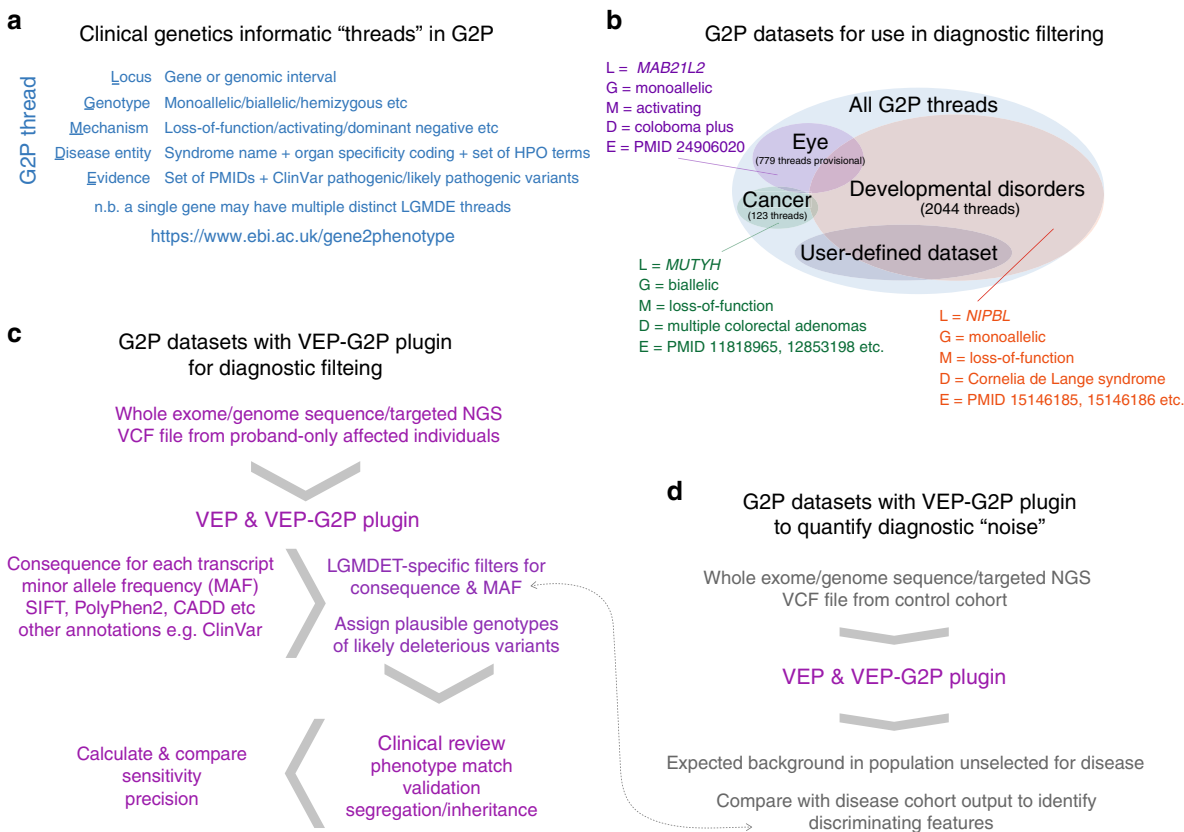 a
Clinical genetics informatic “threads” in G2P
G2P thread
Locus Gene or genomic interval
Genotype Monoallelic/biallelic/hemizygous etc
Mechanism Loss-of-function/activating/dominant negative etc
Disease entity Syndrome name + organ specificity coding + set of HPO terms
Evidence Set of PMIDs + ClinVar pathogenic/likely pathogenic variants
n.b. a single gene may have multiple distinct LGMDE threads
https://www.ebi.ac.uk/gene2phenotype
b
G2P datasets for use in diagnostic filtering
L = MAB21L2
G = monoallelic
M = activating
D = coloboma plus
E = PMID 24906020
All G2P threads
Eye
(779 threads provisional)
Cancer
(123 threads)
Developmental disorders
(2044 threads)
User-defined dataset
L = MUTYH
G = biallelic
M = loss-of-function
D = multiple colorectal adenomas
E = PMID 11818965, 12853198 etc.
L = NIPBL
G = monoallelic
M = loss-of-function
D = Cornelia de Lange syndrome
E = PMID 15146185, 15146186 etc.
c
G2P datasets with VEP-G2P plugin
for diagnostic filteing
Whole exome/genome sequence/targeted NGS
VCF file from proband-only affected individuals
VEP & VEP-G2P plugin
Consequence for each transcript
minor allele frequency (MAF)
SIFT, PolyPhen2, CADD etc
other annotations e.g. ClinVar
LGMDET-specific filters for
consequence & MAF
Assign plausible genotypes
of likely deleterious variants
Clinical review
phenotype match
validation
segregation/inheritance
Calculate & compare
sensitivity
precision
d
G2P datasets with VEP-G2P plugin
to quantify diagnostic “noise”
Whole exome/genome sequence/targeted NGS
VCF file from control cohort
VEP & VEP-G2P plugin
Expected background in population unselected for disease
Compare with disease cohort output to identify
discriminating features